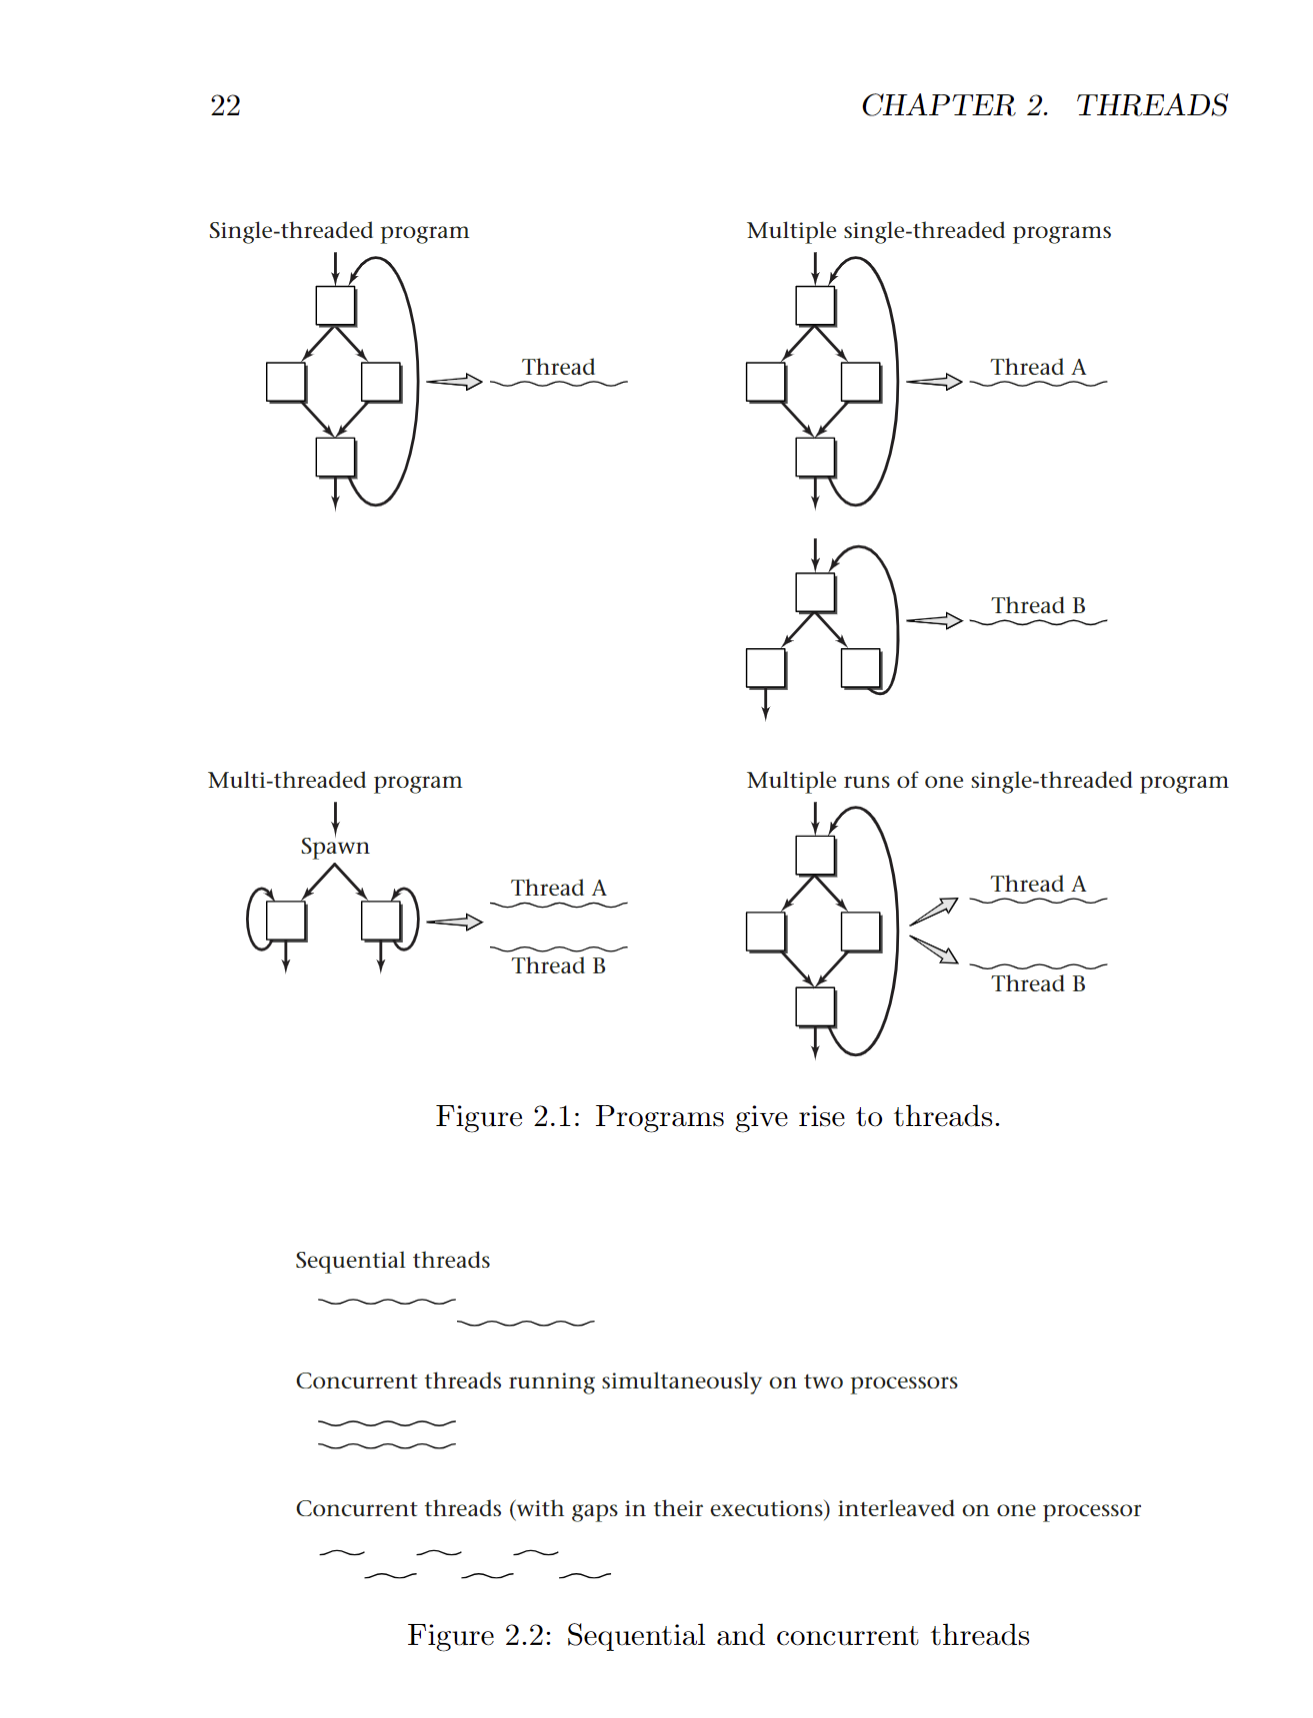 22 CHAPTER 2. THREADS
Single-threaded program
Thread
Multiple single-threaded programs
Thread A
Thread B
Multi-threaded program
Spawn
Thread A
Thread B
Multiple runs of one single-threaded program
Thread A
Thread B
Figure 2.1: Programs give rise to threads.
Sequential threads
Concurrent threads running simultaneously on two processors
Concurrent threads (with gaps in their executions) interleaved on one processor
Figure 2.2: Sequential and concurrent threads